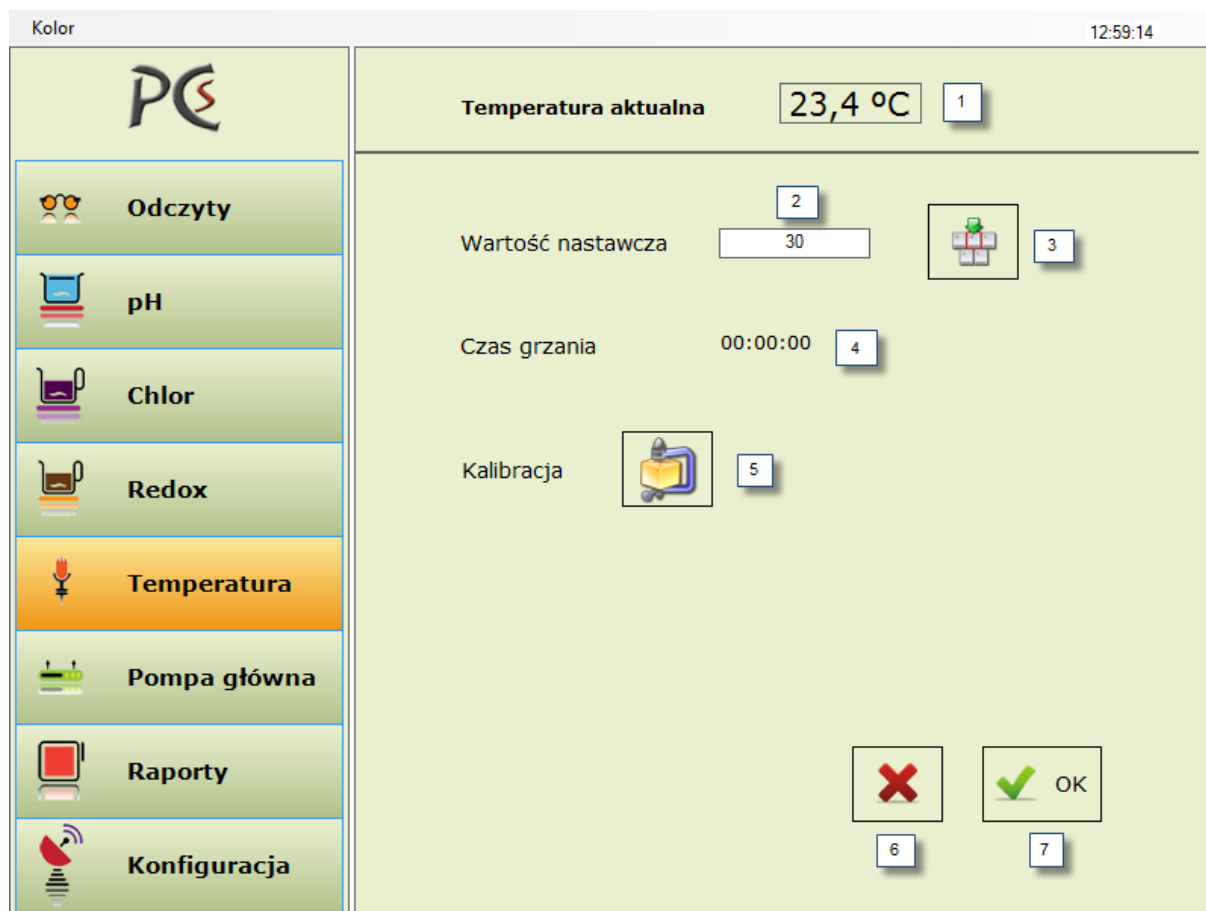 Kolor
12:59:14
PCs
Odczyty
pH
Chlor
Redox
Temperatura
Pompa główna
Raporty
Konfiguracja
Temperatura aktualna 23,4 ºC 1
2
Wartość nastawcza 30 3
Czas grzania 00:00:00 4
Kalibracja 5
OK
6 7